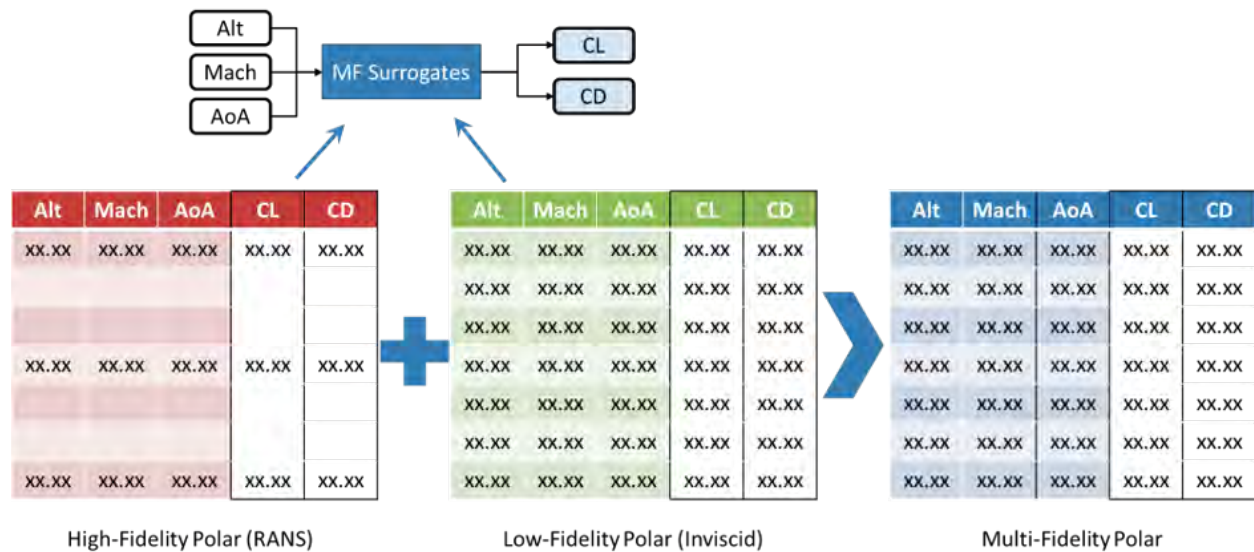 Alt
Mach
AoA
MF Surrogates
CL
CD
Alt Mach AoA CL CD
xx.xx xx.xx xx.xx xx.xx xx.xx
xx.xx xx.xx xx.xx xx.xx xx.xx
xx.xx xx.xx xx.xx xx.xx xx.xx
High-Fidelity Polar (RANS)
Alt Mach AoA CL CD
xx.xx xx.xx xx.xx xx.xx xx.xx
xx.xx xx.xx xx.xx xx.xx xx.xx
xx.xx xx.xx xx.xx xx.xx xx.xx
xx.xx xx.xx xx.xx xx.xx xx.xx
xx.xx xx.xx xx.xx xx.xx xx.xx
xx.xx xx.xx xx.xx xx.xx xx.xx
xx.xx xx.xx xx.xx xx.xx xx.xx
Low-Fidelity Polar (Inviscid)
Alt Mach AoA CL CD
xx.xx xx.xx xx.xx xx.xx xx.xx
xx.xx xx.xx xx.xx xx.xx xx.xx
xx.xx xx.xx xx.xx xx.xx xx.xx
xx.xx xx.xx xx.xx xx.xx xx.xx
xx.xx xx.xx xx.xx xx.xx xx.xx
xx.xx xx.xx xx.xx xx.xx xx.xx
xx.xx xx.xx xx.xx xx.xx xx.xx
Multi-Fidelity Polar